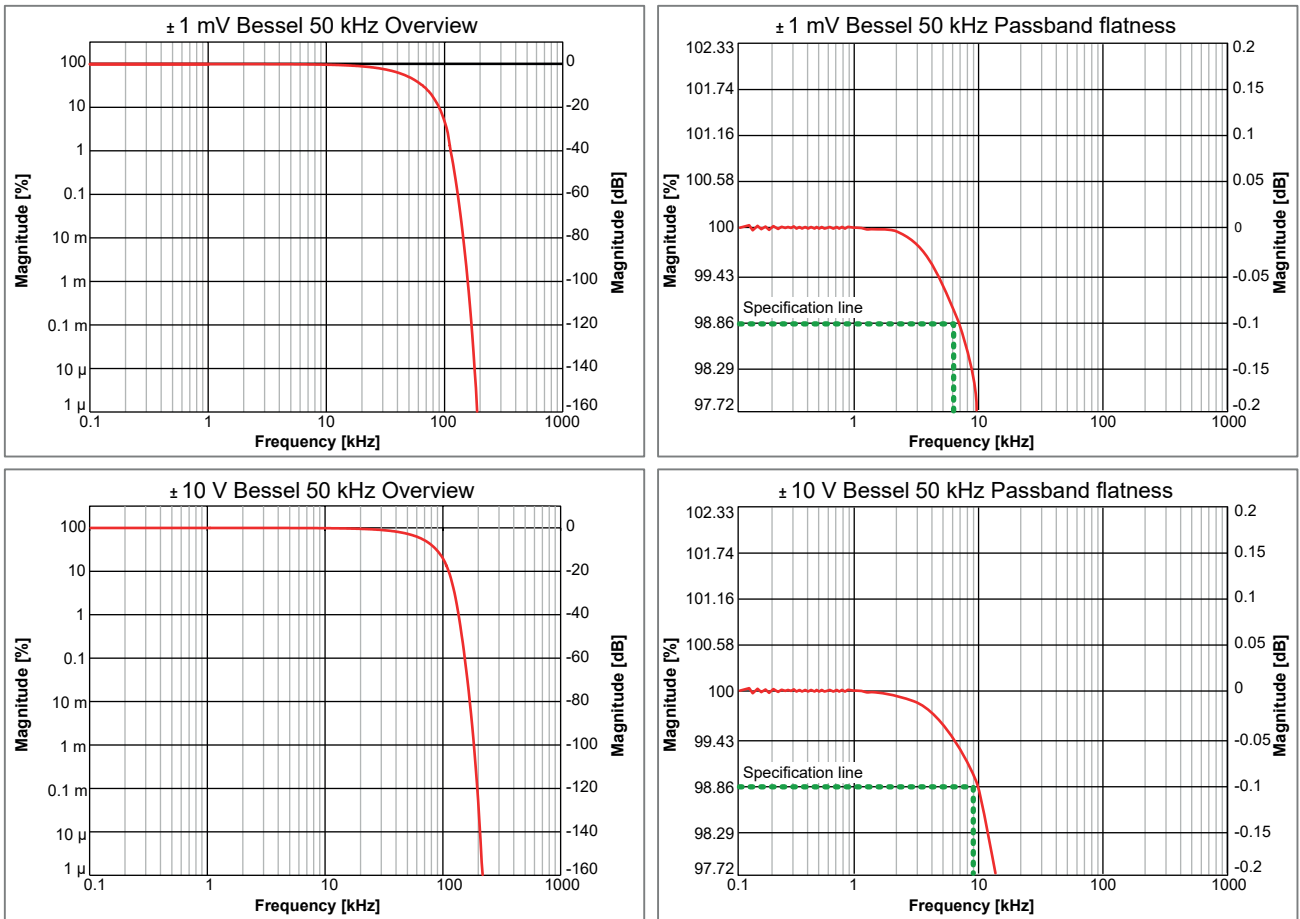 ± 1 mV Bessel 50 kHz Overview
100
10
1
0.1
10 m
1 m
0.1 m
10 µ
1 µ
Magnitude [%]
0
-20
-40
-60
-80
-100
-120
-140
-160
Magnitude [dB]
0.1
1
10
100
1000
Frequency [kHz]
± 1 mV Bessel 50 kHz Passband flatness
102.33
101.74
101.16
100.58
100
99.43
98.86
98.29
97.72
Magnitude [%]
Specification line
0.2
0.15
0.1
0.05
0
-0.05
-0.1
-0.15
-0.2
Magnitude [dB]
1
10
100
1000
Frequency [kHz]
± 10 V Bessel 50 kHz Overview
100
10
1
0.1
10 m
1 m
0.1 m
10 µ
1 µ
Magnitude [%]
0
-20
-40
-60
-80
-100
-120
-140
-160
Magnitude [dB]
0.1
1
10
100
1000
Frequency [kHz]
± 10 V Bessel 50 kHz Passband flatness
102.33
101.74
101.16
100.58
100
99.43
98.86
98.29
97.72
Magnitude [%]
Specification line
0.2
0.15
0.1
0.05
0
-0.05
-0.1
-0.15
-0.2
Magnitude [dB]
0.1
1
10
100
1000
Frequency [kHz]